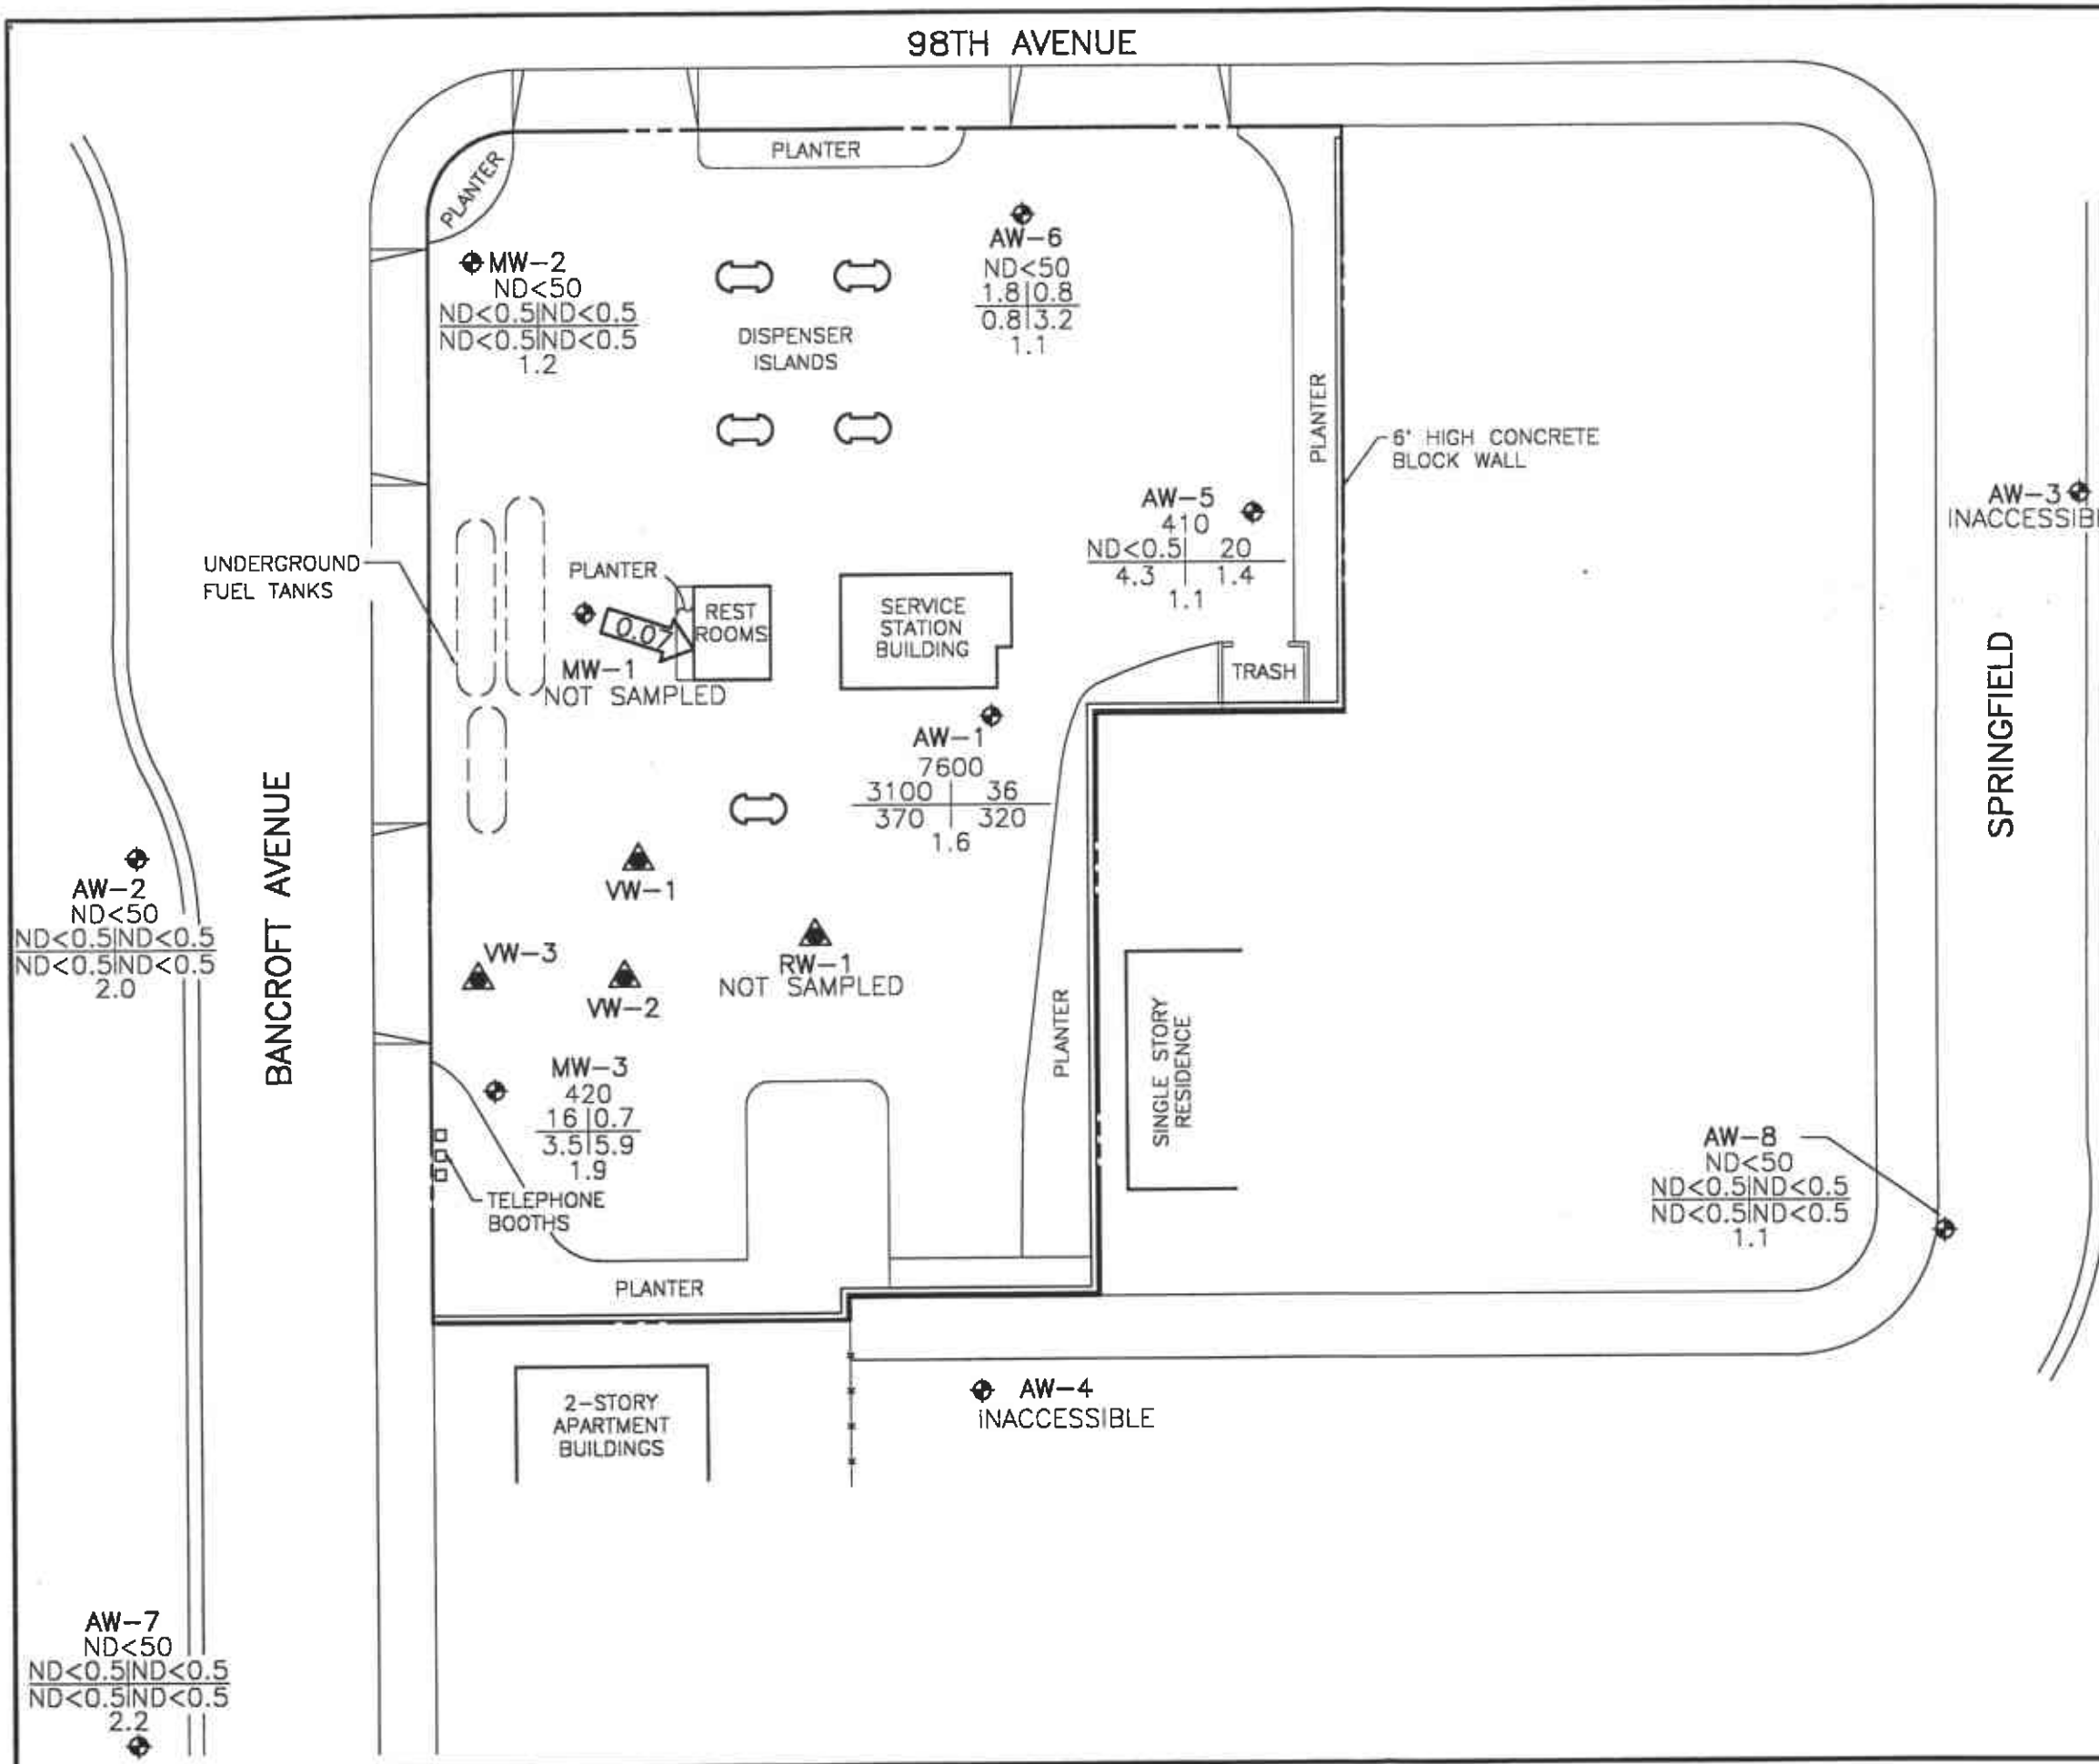 98TH AVENUE
PLANTER
PLANTER
MW-2
ND<50
ND<0.5|ND<0.5
ND<0.5|ND<0.5
1.2
AW-6
ND<50
1.8|0.8
0.8|3.2
1.1
DISPENSER
ISLANDS
PLANTER
6' HIGH CONCRETE
BLOCK WALL
AW-5
410
ND<0.5| 20
4.3 | 1.4
1.1
AW-3
UNDERGROUND
FUEL TANKS
PLANTER
0.07
REST
ROOMS
MW-1
NOT SAMPLED
SERVICE
STATION
BUILDING
TRASH
SPRINGFIELD
AW-1
7600
3100 | 36
370 | 320
1.6
BANCROFT AVENUE
AW-2
ND<50
ND<0.5|ND<0.5
ND<0.5|ND<0.5
2.0
VW-1
VW-3
VW-2
RW-1
NOT SAMPLED
PLANTER
SINGLE STORY
RESIDENCE
MW-3
420
16|0.7
3.5|5.9
1.9
TELEPHONE
BOOTHS
AW-8
ND<50
ND<0.5|ND<0.5
ND<0.5|ND<0.5
1.1
PLANTER
2-STORY
APARTMENT
BUILDINGS
AW-4
INACCESSIBLE
AW-7
ND<50
ND<0.5|ND<0.5
ND<0.5|ND<0.5
2.2